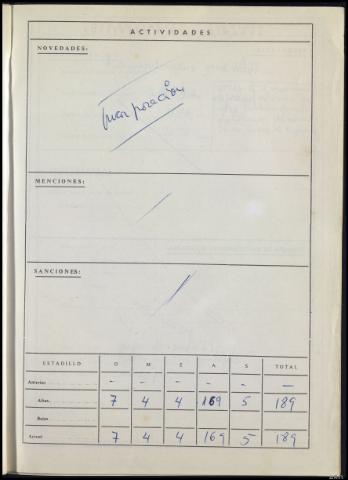 ACTIVIDADES
NOVEDADES:
Incorporación
MENCIONES:
SANCIONES:
ESTADILLO O M E A S TOTAL
Anterior - - - - - -
Altas 7 4 4 169 5 189
Bajas
Actual 7 4 4 169 5 189